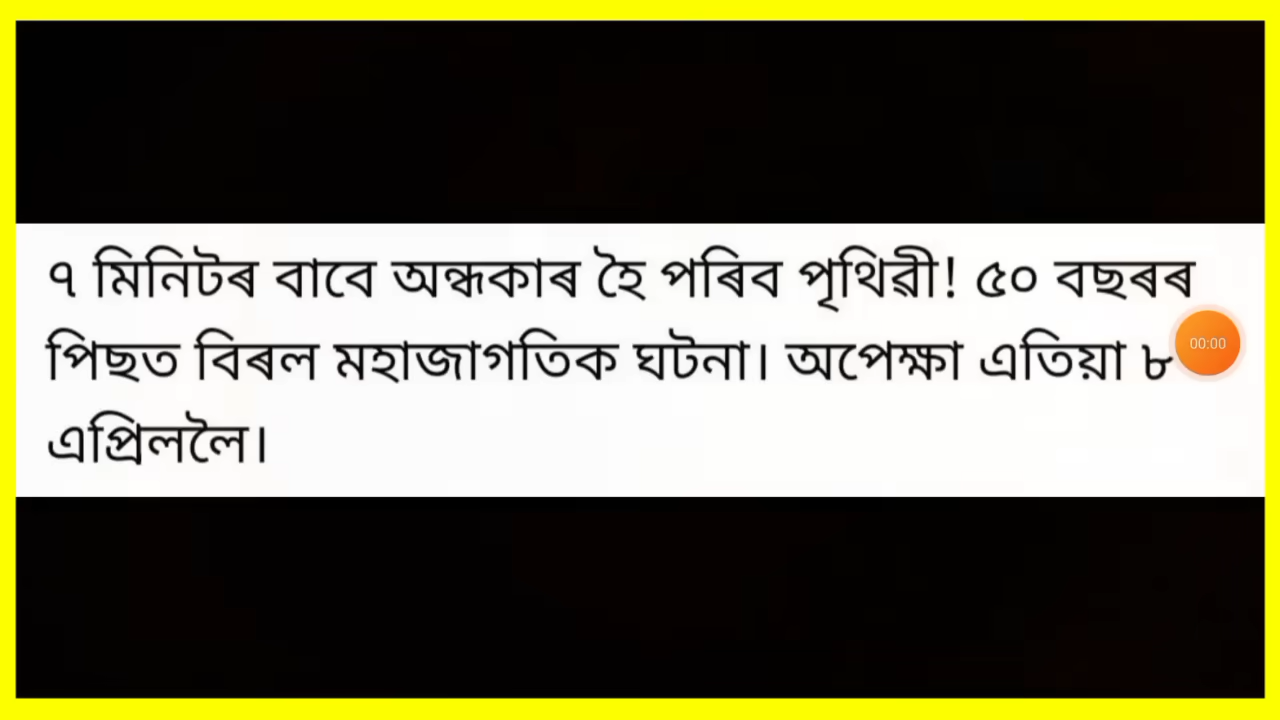 ৭ মিনিটৰ বাবে অন্ধকাৰ হৈ পৰিব পৃথিৱী! ৫০ বছৰৰ
পিছত বিৰল মহাজাগতিক ঘটনা। অপেক্ষা এতিয়া ৮
00:00
এপ্ৰিললৈ।